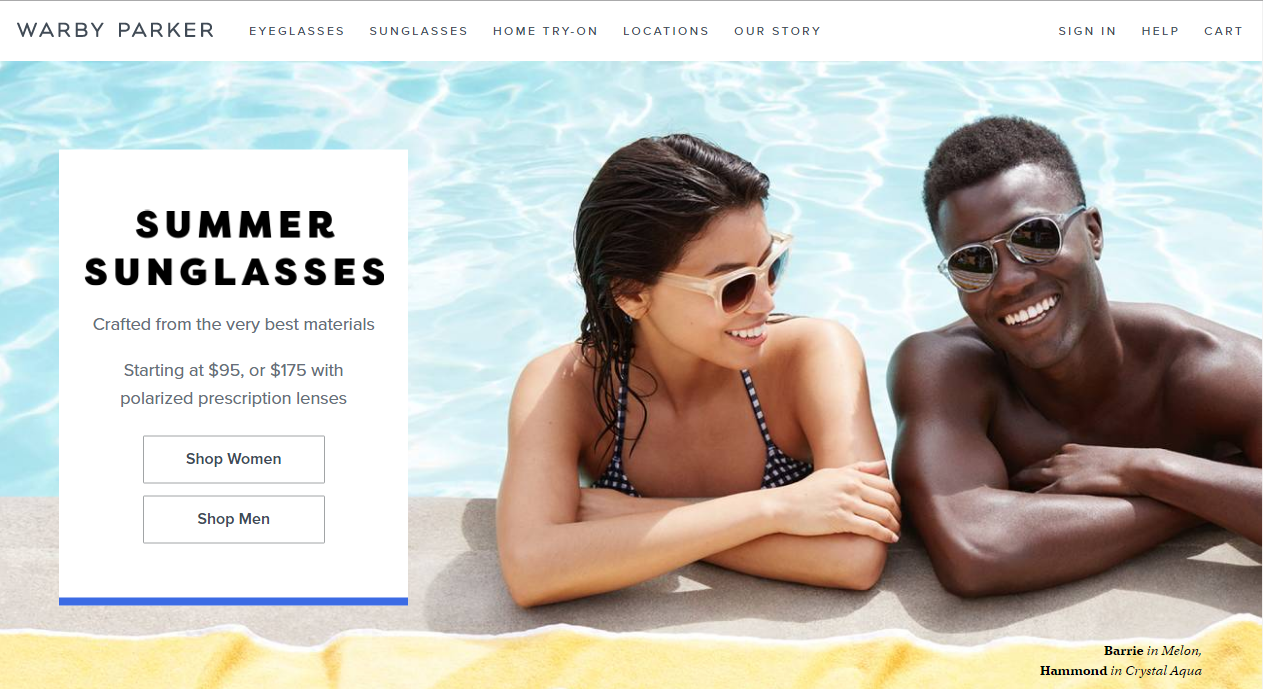 WARBY PARKER EYEGLASSES SUNGLASSES HOME TRY-ON LOCATIONS OUR STORY SIGN IN HELP CART
SUMMER
SUNGLASSES
Crafted from the very best materials
Starting at $95, or $175 with
polarized prescription lenses
Shop Women
Shop Men
Barrie in Melon,
Hammond in Crystal Aqua